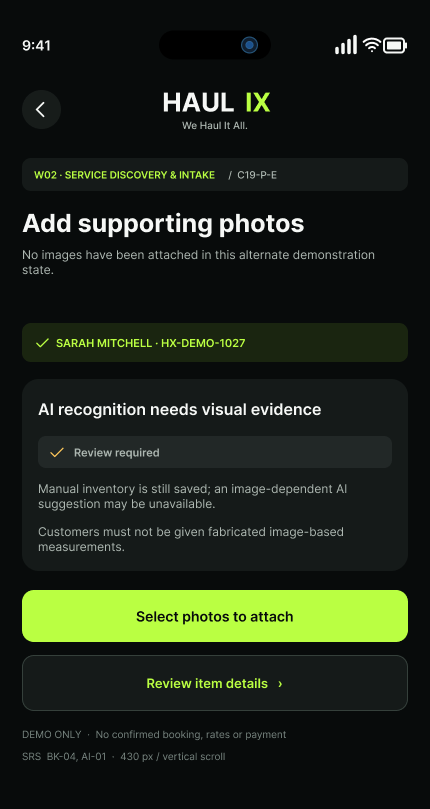 9:41
HAUL IX
We Haul It All.
W02 · SERVICE DISCOVERY & INTAKE / C19-P-E
Add supporting photos
No images have been attached in this alternate demonstration
state.
SARAH MITCHELL · HX-DEMO-1027
AI recognition needs visual evidence
Review required
Manual inventory is still saved; an image-dependent AI
suggestion may be unavailable.
Customers must not be given fabricated image-based
measurements.
Select photos to attach
Review item details ›
DEMO ONLY · No confirmed booking, rates or payment
SRS BK-04, AI-01 · 430 px / vertical scroll